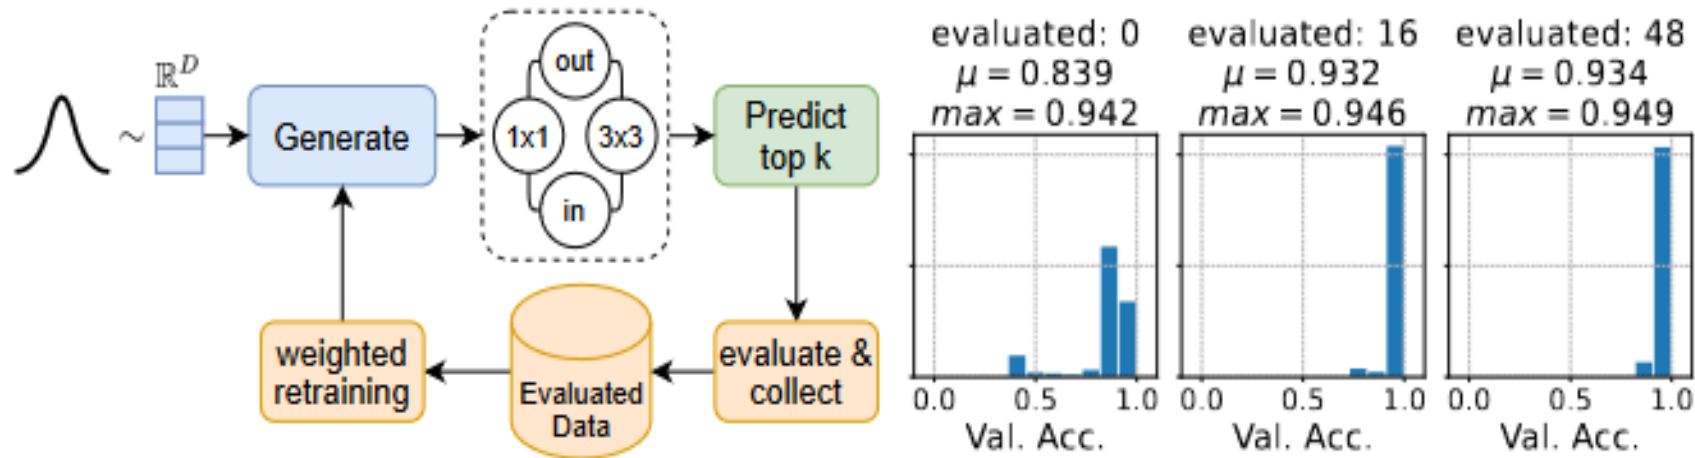 ∼
ℝ^D
Generate
out
1x1
3x3
in
Predict
top k
evaluate &
collect
Evaluated
Data
weighted
retraining
evaluated: 0
μ = 0.839
max = 0.942
0.0 0.5 1.0
Val. Acc.
evaluated: 16
μ = 0.932
max = 0.946
0.0 0.5 1.0
Val. Acc.
evaluated: 48
μ = 0.934
max = 0.949
0.0 0.5 1.0
Val. Acc.